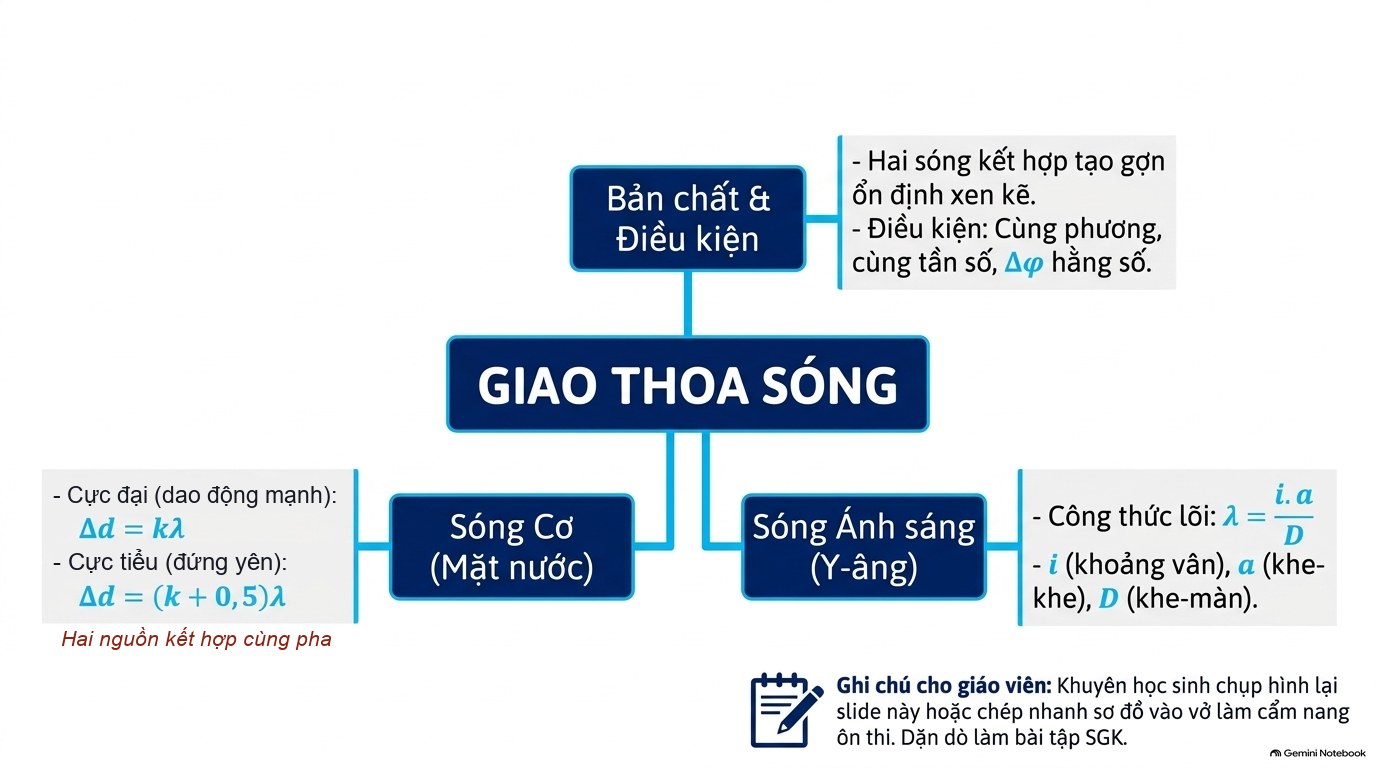 Bản chất &
Điều kiện
- Hai sóng kết hợp tạo gợn
ổn định xen kẽ.
- Điều kiện: Cùng phương,
cùng tần số, Δφ hằng số.
GIAO THOA SÓNG
- Cực đại (dao động mạnh):
Δd = kλ
- Cực tiểu (đứng yên):
Δd = (k + 0,5)λ
Hai nguồn kết hợp cùng pha
Sóng Cơ
(Mặt nước)
Sóng Ánh sáng
(Y-âng)
- Công thức lõi: λ = i.a/D
- i (khoảng vân), a (khe-
khe), D (khe-màn).
Ghi chú cho giáo viên: Khuyên học sinh chụp hình lại
slide này hoặc chép nhanh sơ đồ vào vở làm cẩm nang
ôn thi. Dặn dò làm bài tập SGK.
Gemini Notebook